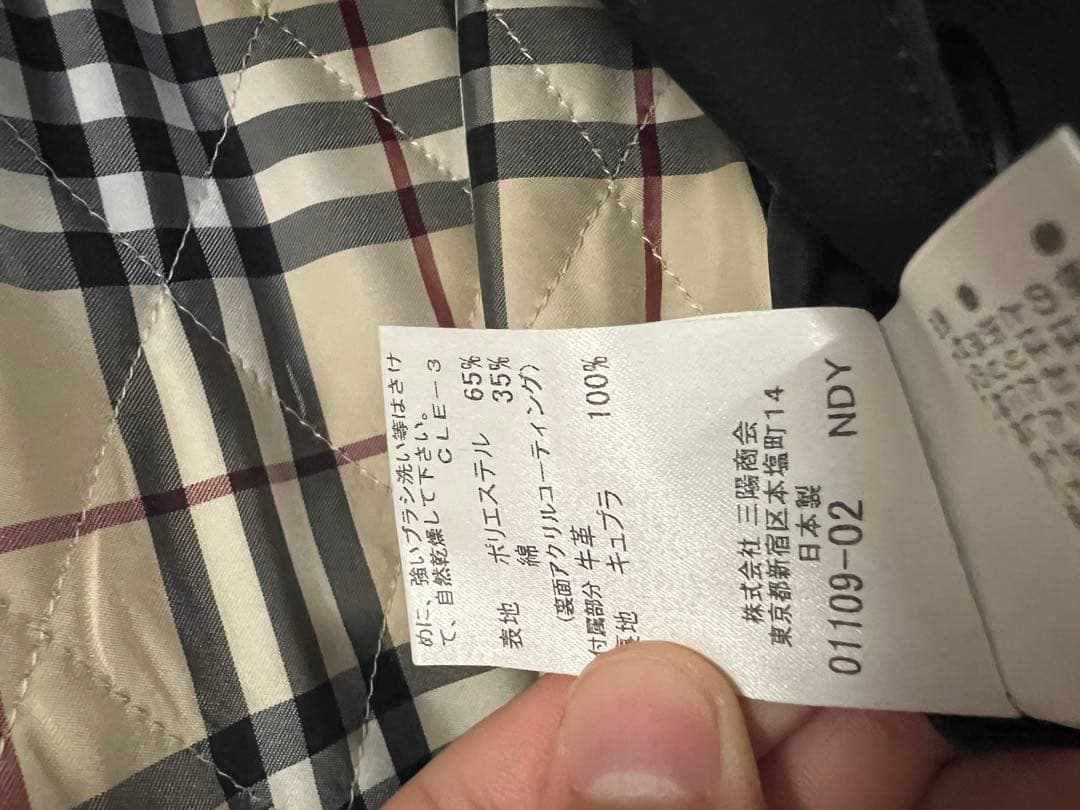 めに、強いブラシ洗い等はさけ
て、自然乾燥して下さい。
CLE-3
表地 ポリエステル 65%
綿 35%
(裏面アクリルコーティング)
付属部分 牛革
裏地 キュプラ 100%
株式会社 三陽商会
東京都新宿区本塩町14
日本製
01109-02 NDY